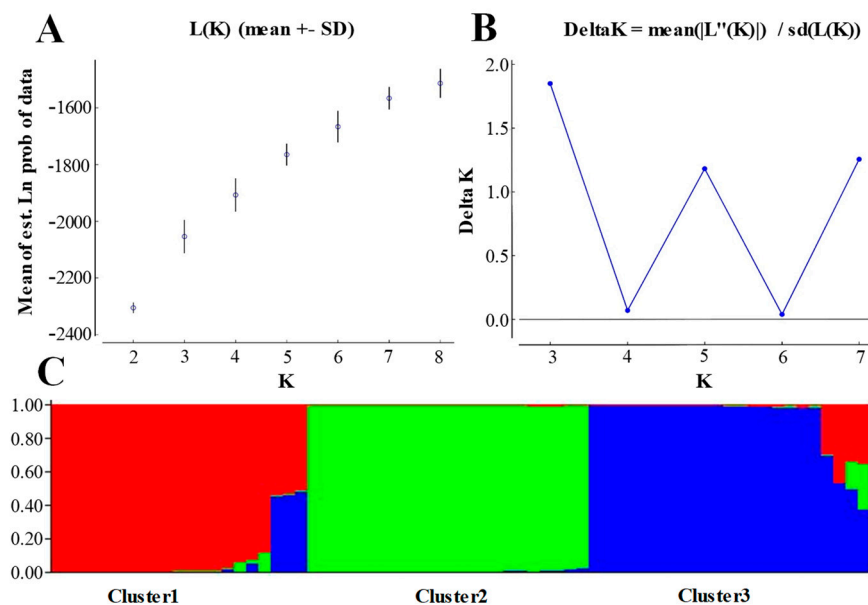 A
L(K) (mean +- SD)
Mean of est. Ln prob of data
-1600
-1800
-2000
-2200
-2400
2 3 4 5 6 7 8
K
B
DeltaK = mean(|L"(K)|) / sd(L(K))
Delta K
2.0
1.5
1.0
0.5
0.0
3 4 5 6 7
K
C
1.00
0.80
0.60
0.40
0.20
0.00
Cluster1 Cluster2 Cluster3